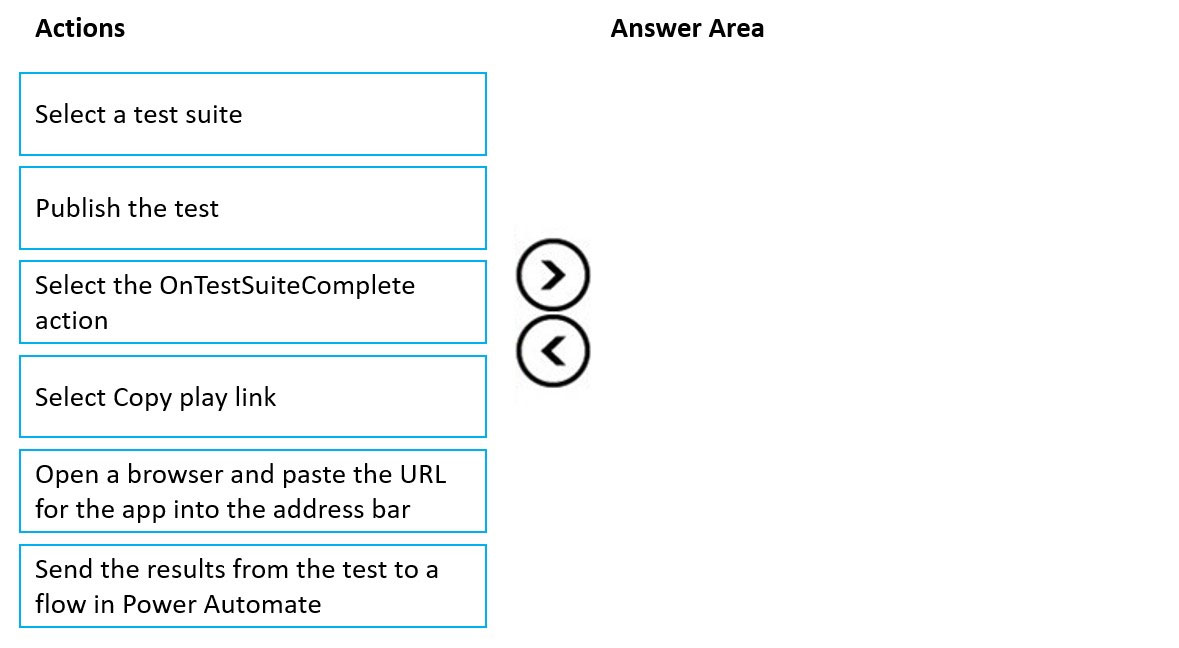 Actions
Answer Area
Select a test suite
Publish the test
Select the OnTestSuiteComplete
action
Select Copy play link
Open a browser and paste the URL
for the app into the address bar
Send the results from the test to a
flow in Power Automate